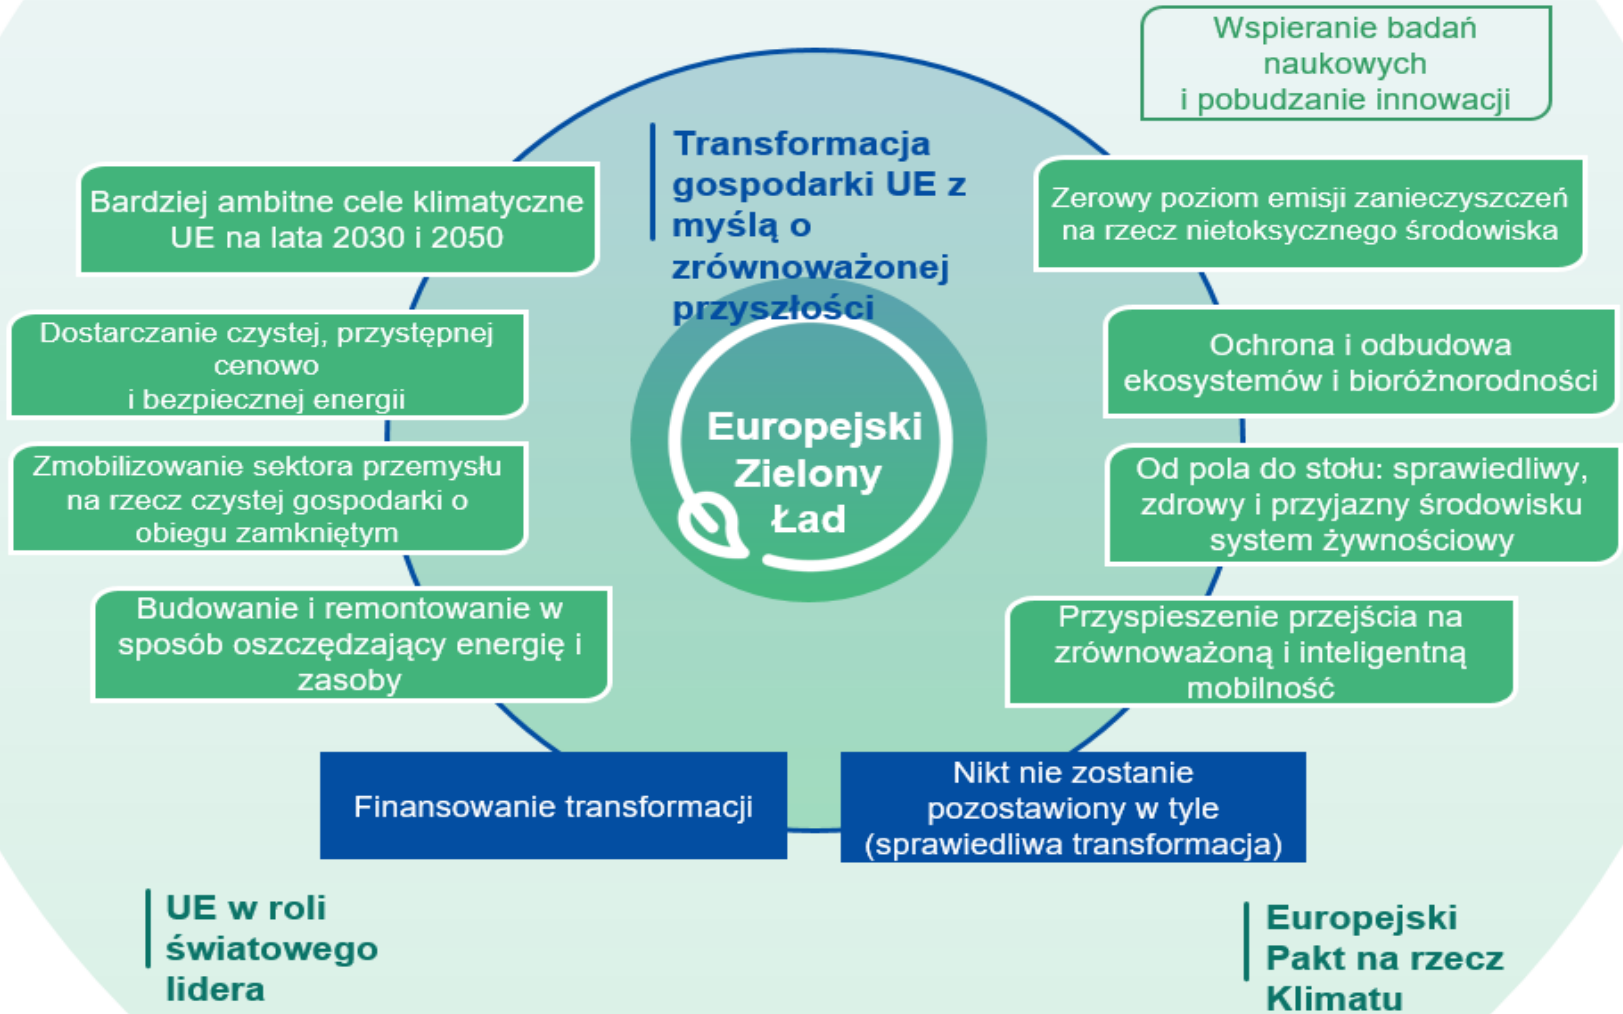 Wspieranie badań
naukowych
i pobudzanie innowacji
Transformacja
gospodarki UE z
myślą o
zrównoważonej
przyszłości
Bardziej ambitne cele klimatyczne
UE na lata 2030 i 2050
Zerowy poziom emisji zanieczyszczeń
na rzecz nietoksycznego środowiska
Dostarczanie czystej, przystępnej
cenowo
i bezpiecznej energii
Ochrona i odbudowa
ekosystemów i bioróżnorodności
Europejski
Zielony
Ład
Zmobilizowanie sektora przemysłu
na rzecz czystej gospodarki o
obiegu zamkniętym
Od pola do stołu: sprawiedliwy,
zdrowy i przyjazny środowisku
system żywnościowy
Budowanie i remontowanie w
sposób oszczędzający energię i
zasoby
Przyspieszenie przejścia na
zrównoważoną i inteligentną
mobilność
Finansowanie transformacji
Nikt nie zostanie
pozostawiony w tyle
(sprawiedliwa transformacja)
UE w roli
światowego
lidera
Europejski
Pakt na rzecz
Klimatu